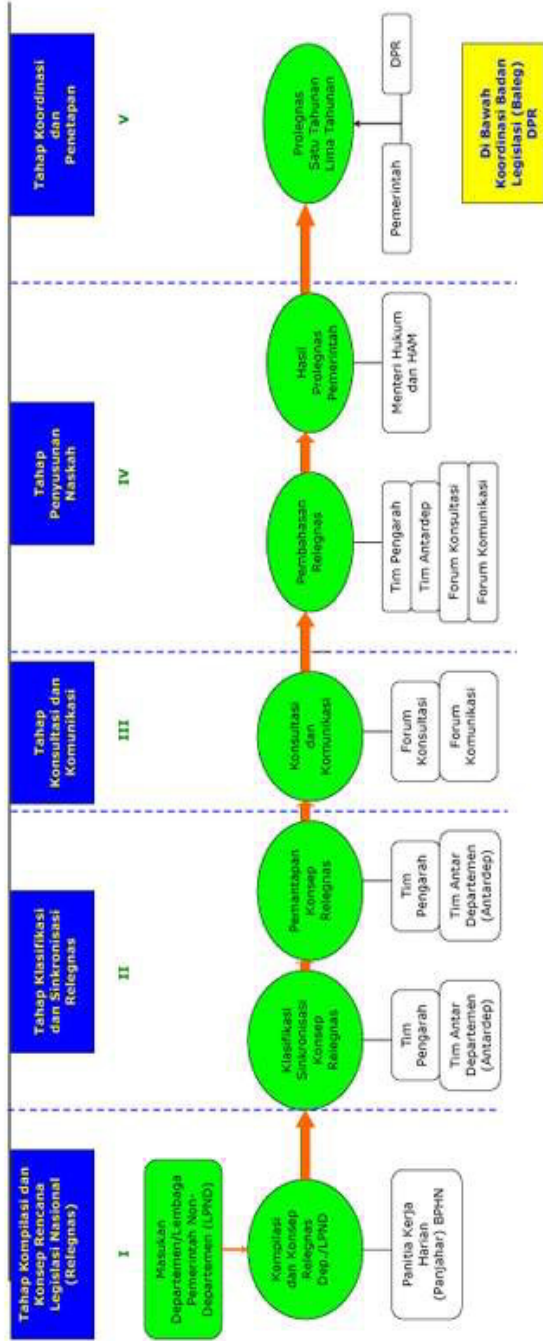 Tahap Kompilasi dan
Konsep Rencana
Legislasi Nasional
(Relegnas)
Tahap Klasifikasi
dan Sinkronisasi
Relegnas
Tahap
Konsultasi dan
Komunikasi
Tahap
Penyusunan
Naskah
Tahap Koordinasi
dan
Penetapan
I
II
III
IV
V
Masukan
Departemen/Lembaga
Pemerintah Non-
Departemen (LPND)
Kompilasi
dan Konsep
Relegnas
Dep./LPND
Klasifikasi
Sinkronisasi
Konsep
Relegnas
Pemantapan
Konsep
Relegnas
Konsultasi
dan
Komunikasi
Pembahasan
Relegnas
Hasil
Prolegnas
Pemerintah
Prolegnas
Satu Tahunan
Lima Tahunan
Panitia Kerja
Harian
(Panjahar) BPHN
Tim
Pengarah
Tim Antar
Departemen
(Antardep)
Tim
Pengarah
Tim Antar
Departemen
(Antardep)
Forum
Konsultasi
Forum
Komunikasi
Tim Pengarah
Tim Antardep
Forum Konsultasi
Forum Komunikasi
Menteri Hukum
dan HAM
Pemerintah
DPR
Di Bawah
Koordinasi Badan
Legislasi (Baleg)
DPR